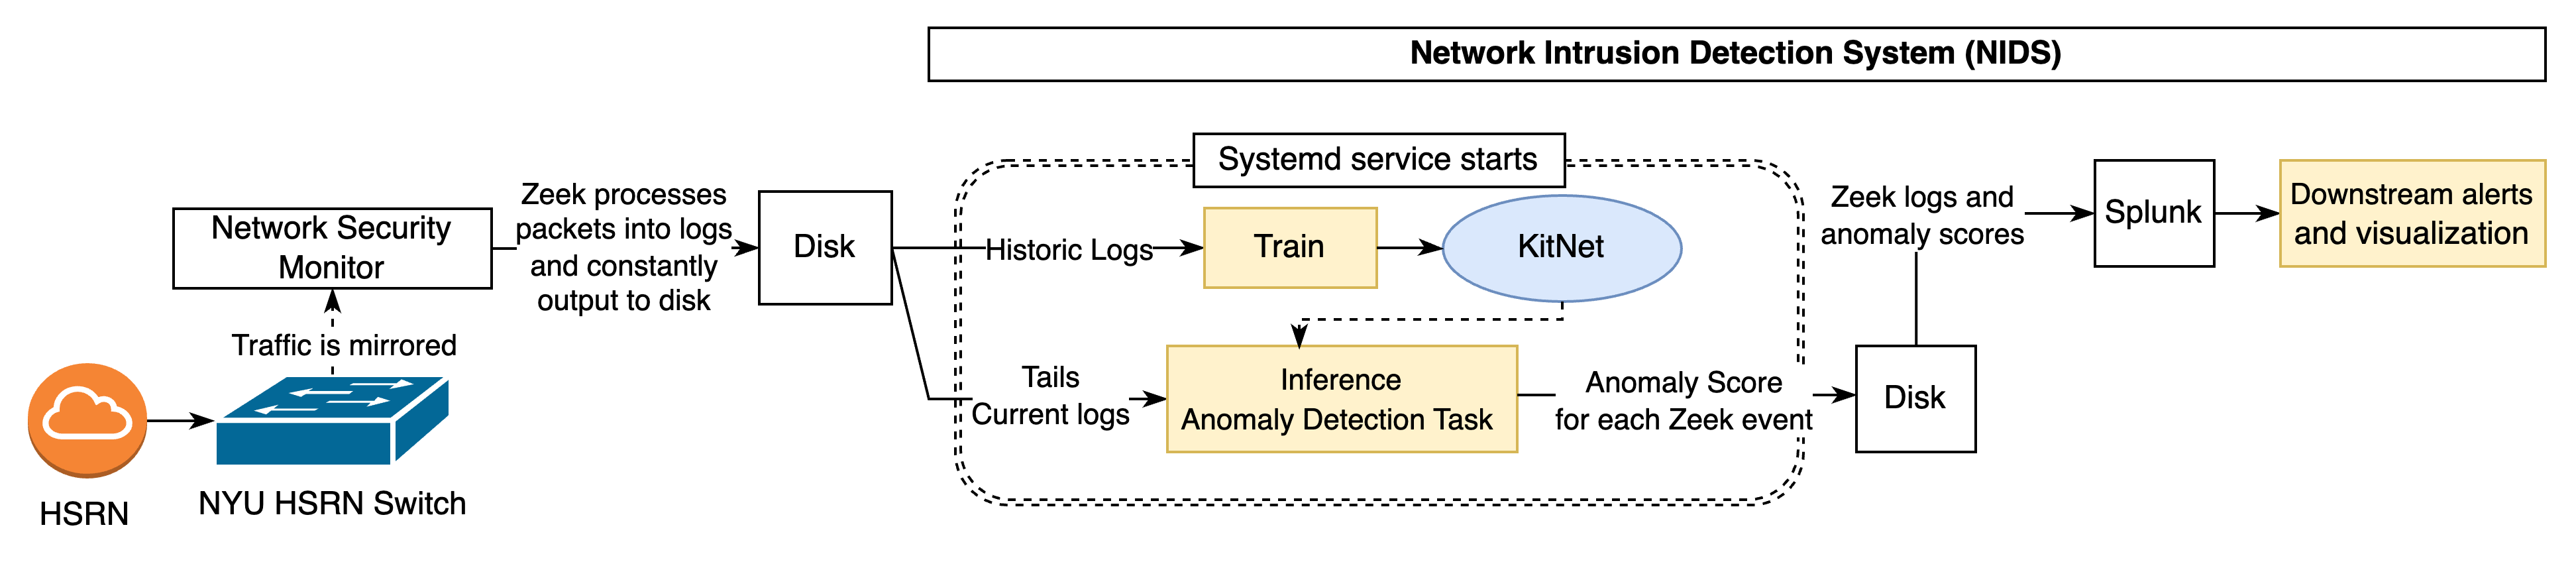 Network Intrusion Detection System (NIDS)
Systemd service starts
Zeek processes
packets into logs
and constantly
output to disk
Network Security
Monitor
Traffic is mirrored
HSRN
NYU HSRN Switch
Disk
Historic Logs
Train
KitNet
Tails
Current logs
Inference
Anomaly Detection Task
Anomaly Score
for each Zeek event
Disk
Zeek logs and
anomaly scores
Splunk
Downstream alerts
and visualization